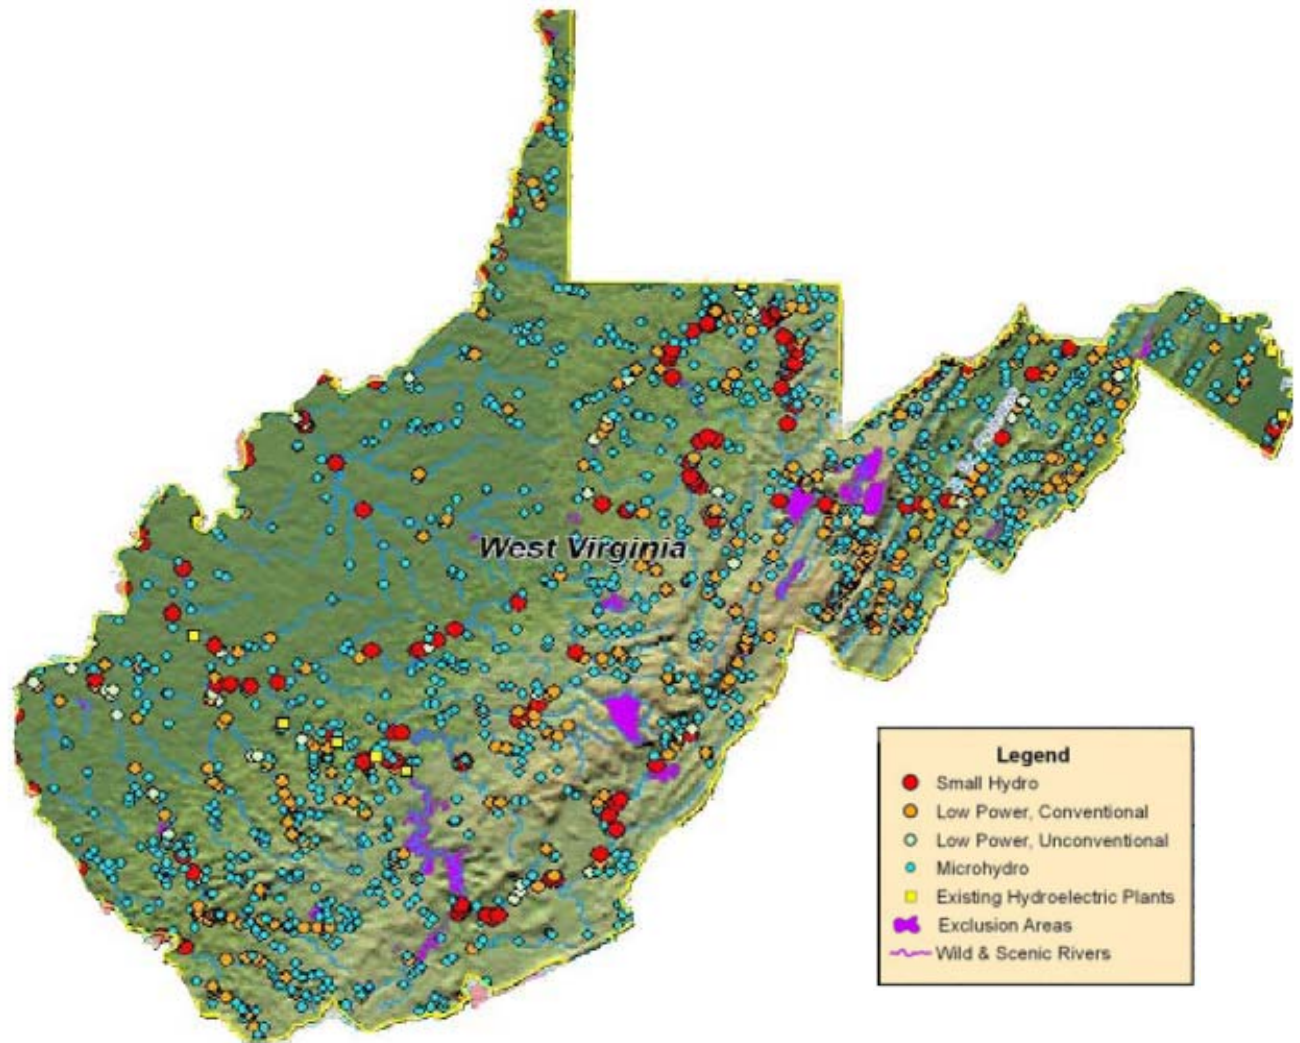 West Virginia
Legend
Small Hydro
Low Power, Conventional
Low Power, Unconventional
Microhydro
Existing Hydroelectric Plants
Exclusion Areas
Wild & Scenic Rivers